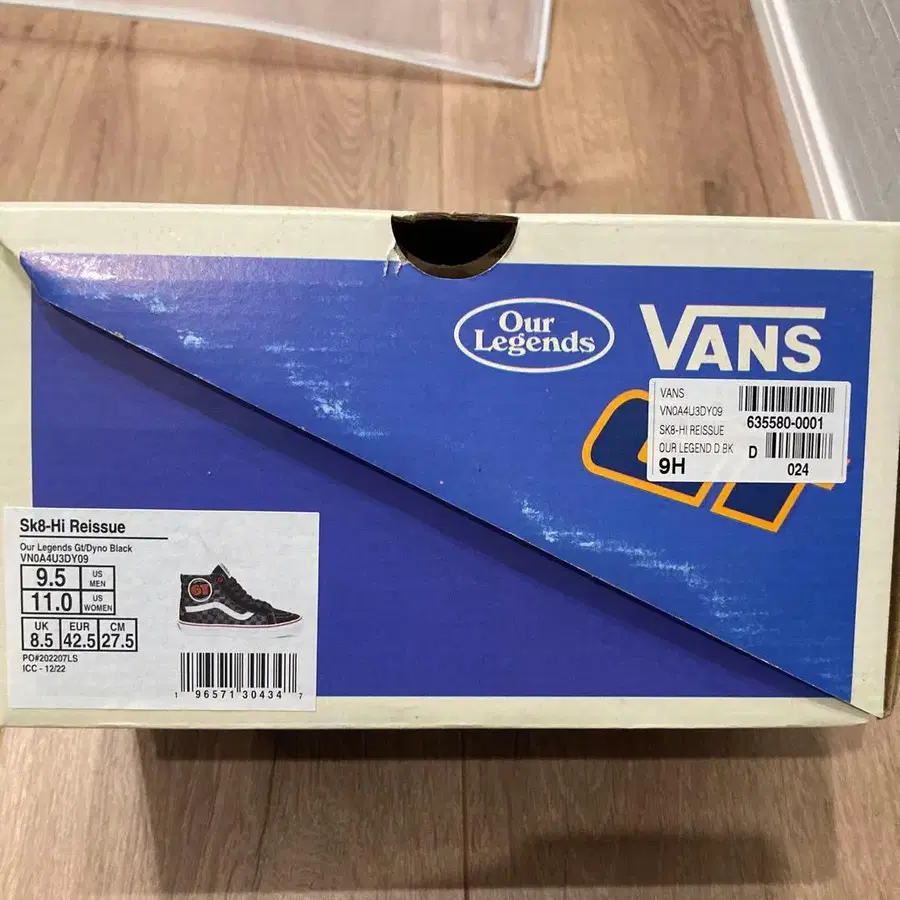 Our
Legends
VANS
VANS
VN0A4U3DY09
SK8-HI REISSUE
OUR LEGEND D BK
9H
635580-0001
D
024
Sk8-Hi Reissue
Our Legends Gt/Dyno Black
VN0A4U3DY09
9.5 US MEN
11.0 US WOMEN
UK EUR CM
8.5 42.5 27.5
PO#202207LS
ICC - 12/22
GT
1 96571 30434 7